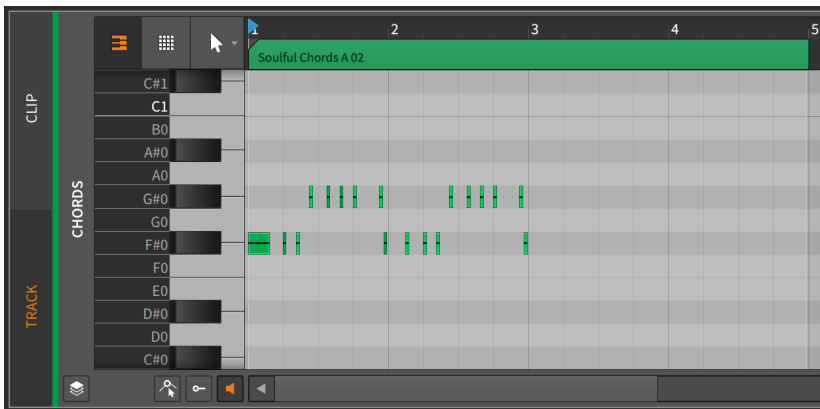 1 2 3 4 5
Soulful Chords A 02
CLIP
TRACK
CHORDS
C#1
C1
B0
A#0
A0
G#0
G0
F#0
F0
E0
D#0
D0
C#0